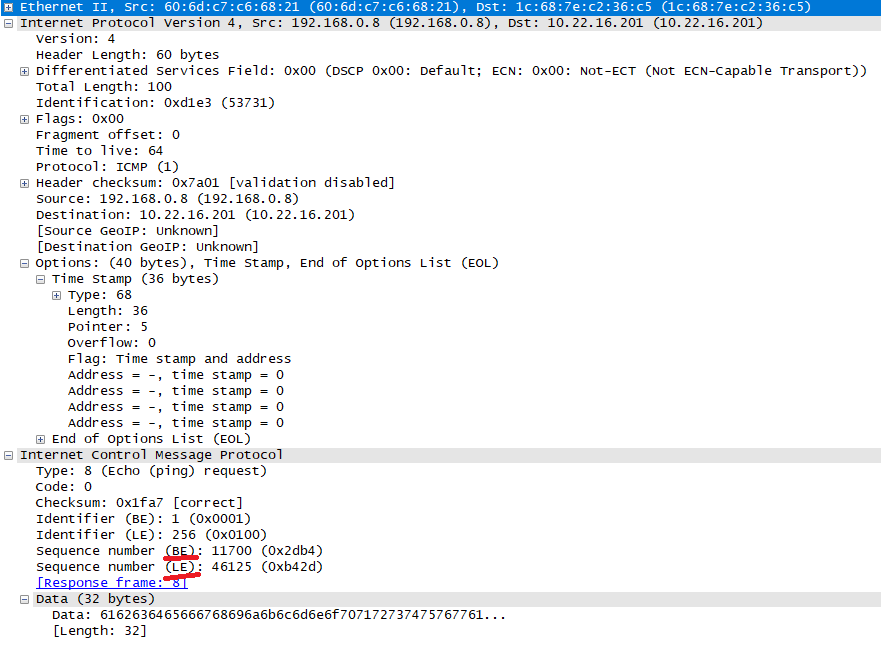 Ethernet II, Src: 60:6d:c7:c6:68:21 (60:6d:c7:c6:68:21), Dst: 1c:68:7e:c2:36:c5 (1c:68:7e:c2:36:c5)
Internet Protocol Version 4, Src: 192.168.0.8 (192.168.0.8), Dst: 10.22.16.201 (10.22.16.201)
Version: 4
Header Length: 60 bytes
Differentiated Services Field: 0x00 (DSCP 0x00: Default; ECN: 0x00: Not-ECT (Not ECN-Capable Transport))
Total Length: 100
Identification: 0xd1e3 (53731)
Flags: 0x00
Fragment offset: 0
Time to live: 64
Protocol: ICMP (1)
Header checksum: 0x7a01 [validation disabled]
Source: 192.168.0.8 (192.168.0.8)
Destination: 10.22.16.201 (10.22.16.201)
[Source GeoIP: Unknown]
[Destination GeoIP: Unknown]
Options: (40 bytes), Time Stamp, End of Options List (EOL)
Time Stamp (36 bytes)
Type: 68
Length: 36
Pointer: 5
Overflow: 0
Flag: Time stamp and address
Address = -, time stamp = 0
Address = -, time stamp = 0
Address = -, time stamp = 0
Address = -, time stamp = 0
End of Options List (EOL)
Internet Control Message Protocol
Type: 8 (Echo (ping) request)
Code: 0
Checksum: 0x1fa7 [correct]
Identifier (BE): 1 (0x0001)
Identifier (LE): 256 (0x0100)
Sequence number (BE): 11700 (0x2db4)
Sequence number (LE): 46125 (0xb42d)
[Response frame: 8]
Data (32 bytes)
Data: 6162636465666768696a6b6c6d6e6f707172737475767761...
[Length: 32]